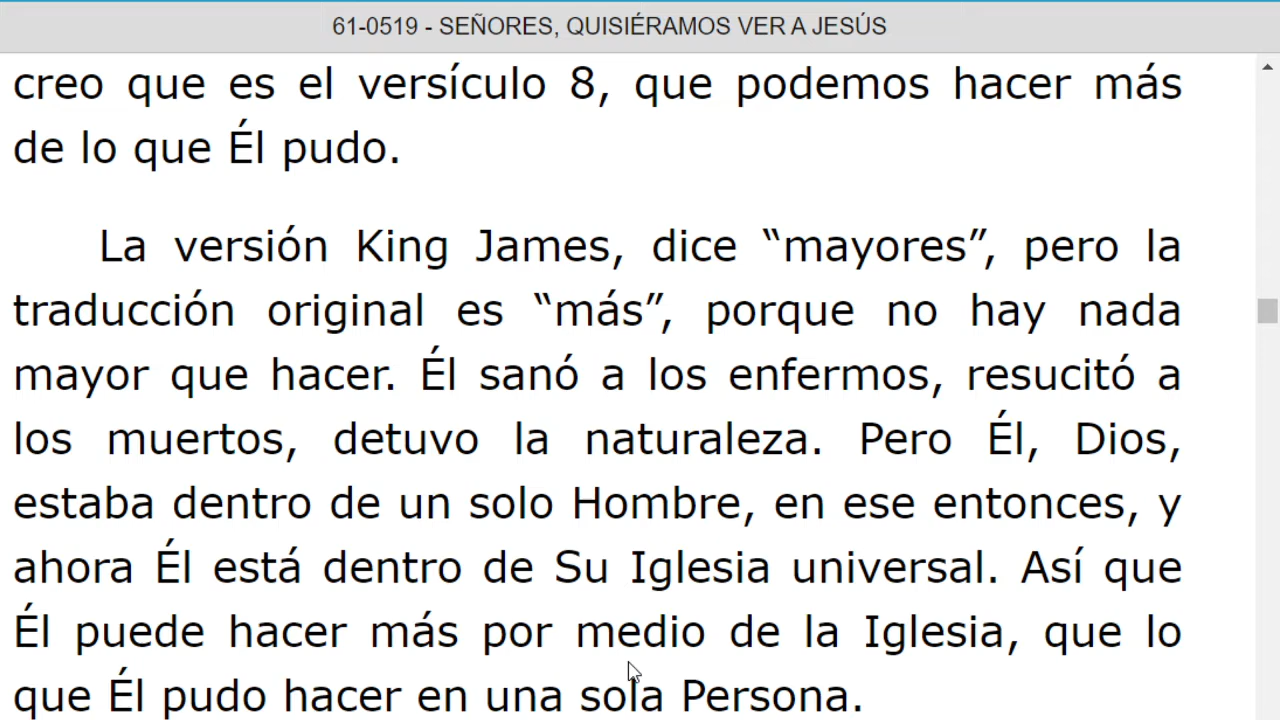 61-0519 - SEÑORES, QUISIÉRAMOS VER A JESÚS
creo que es el versículo 8, que podemos hacer más
de lo que Él pudo.
La versión King James, dice “mayores”, pero la
traducción original es “más”, porque no hay nada
mayor que hacer. Él sanó a los enfermos, resucitó a
los muertos, detuvo la naturaleza. Pero Él, Dios,
estaba dentro de un solo Hombre, en ese entonces, y
ahora Él está dentro de Su Iglesia universal. Así que
Él puede hacer más por medio de la Iglesia, que lo
que Él pudo hacer en una sola Persona.